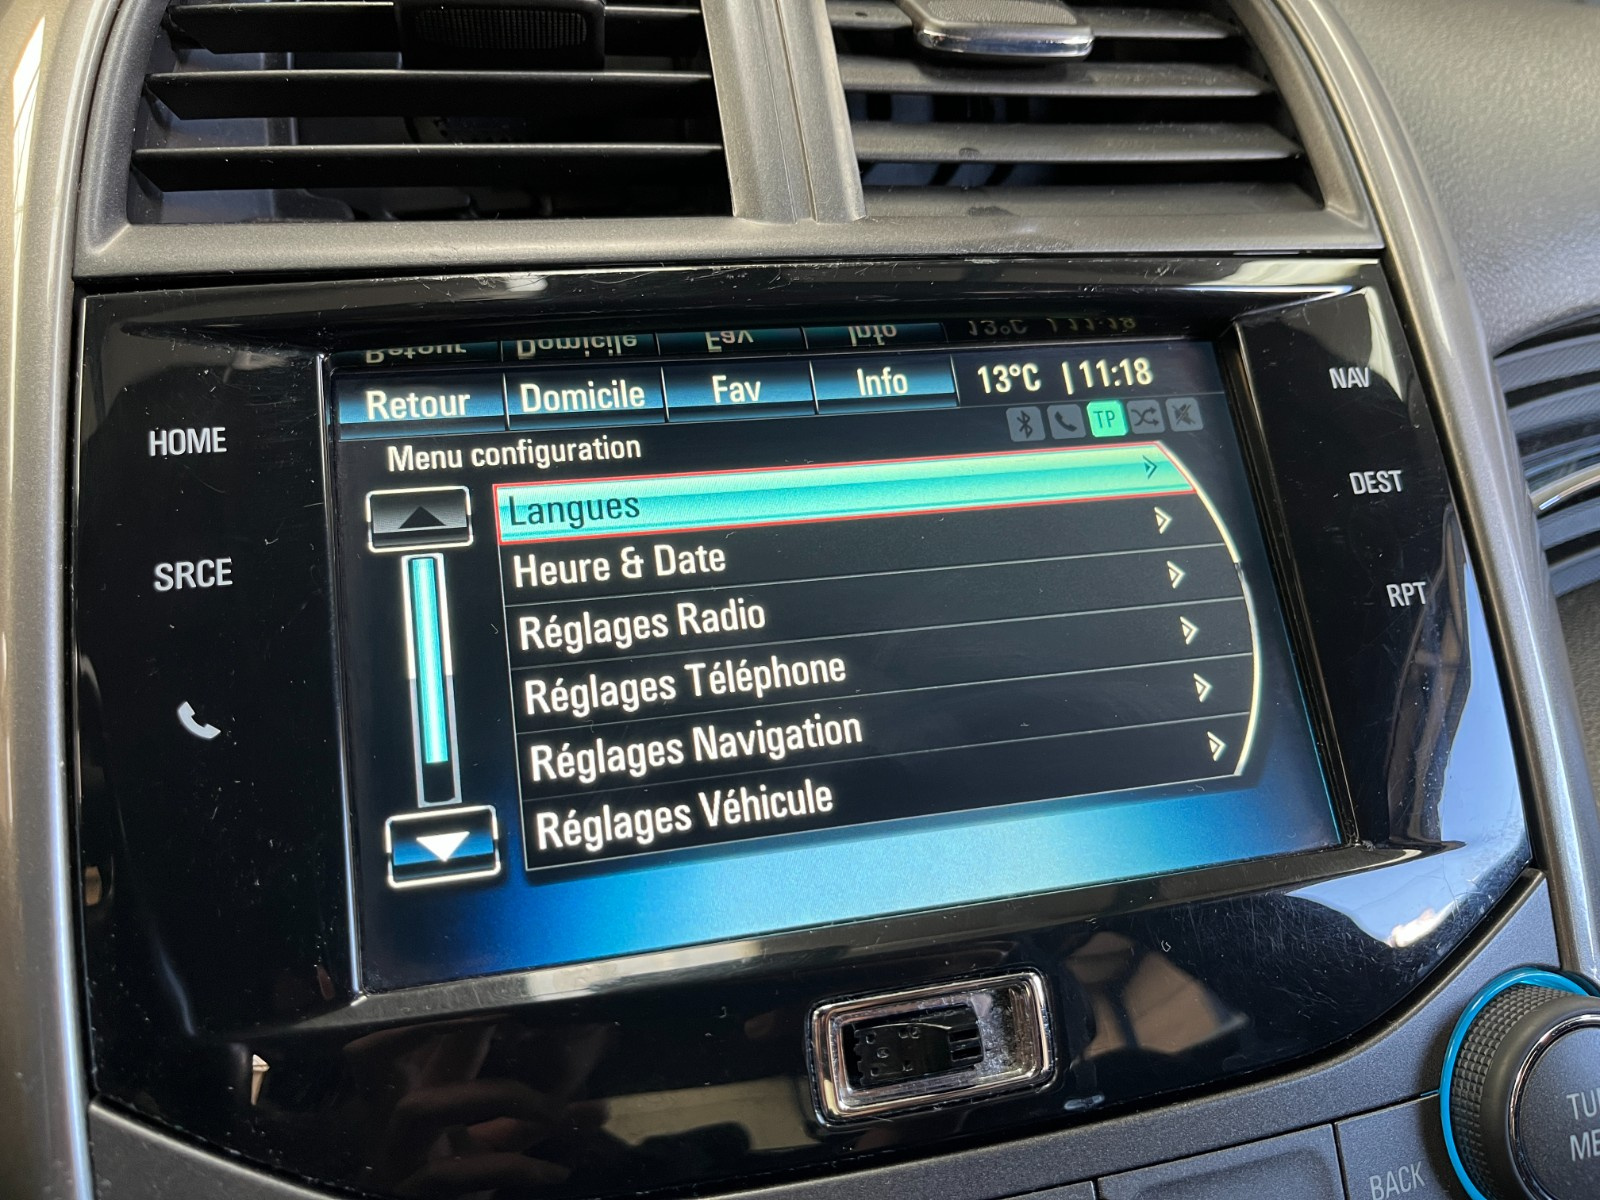 Retour Domicile Fav Info 13°C | 11:18
TP
Menu configuration
Langues
Heure & Date
Réglages Radio
Réglages Téléphone
Réglages Navigation
Réglages Véhicule
HOME
SRCE
NAV
DEST
RPT
BACK